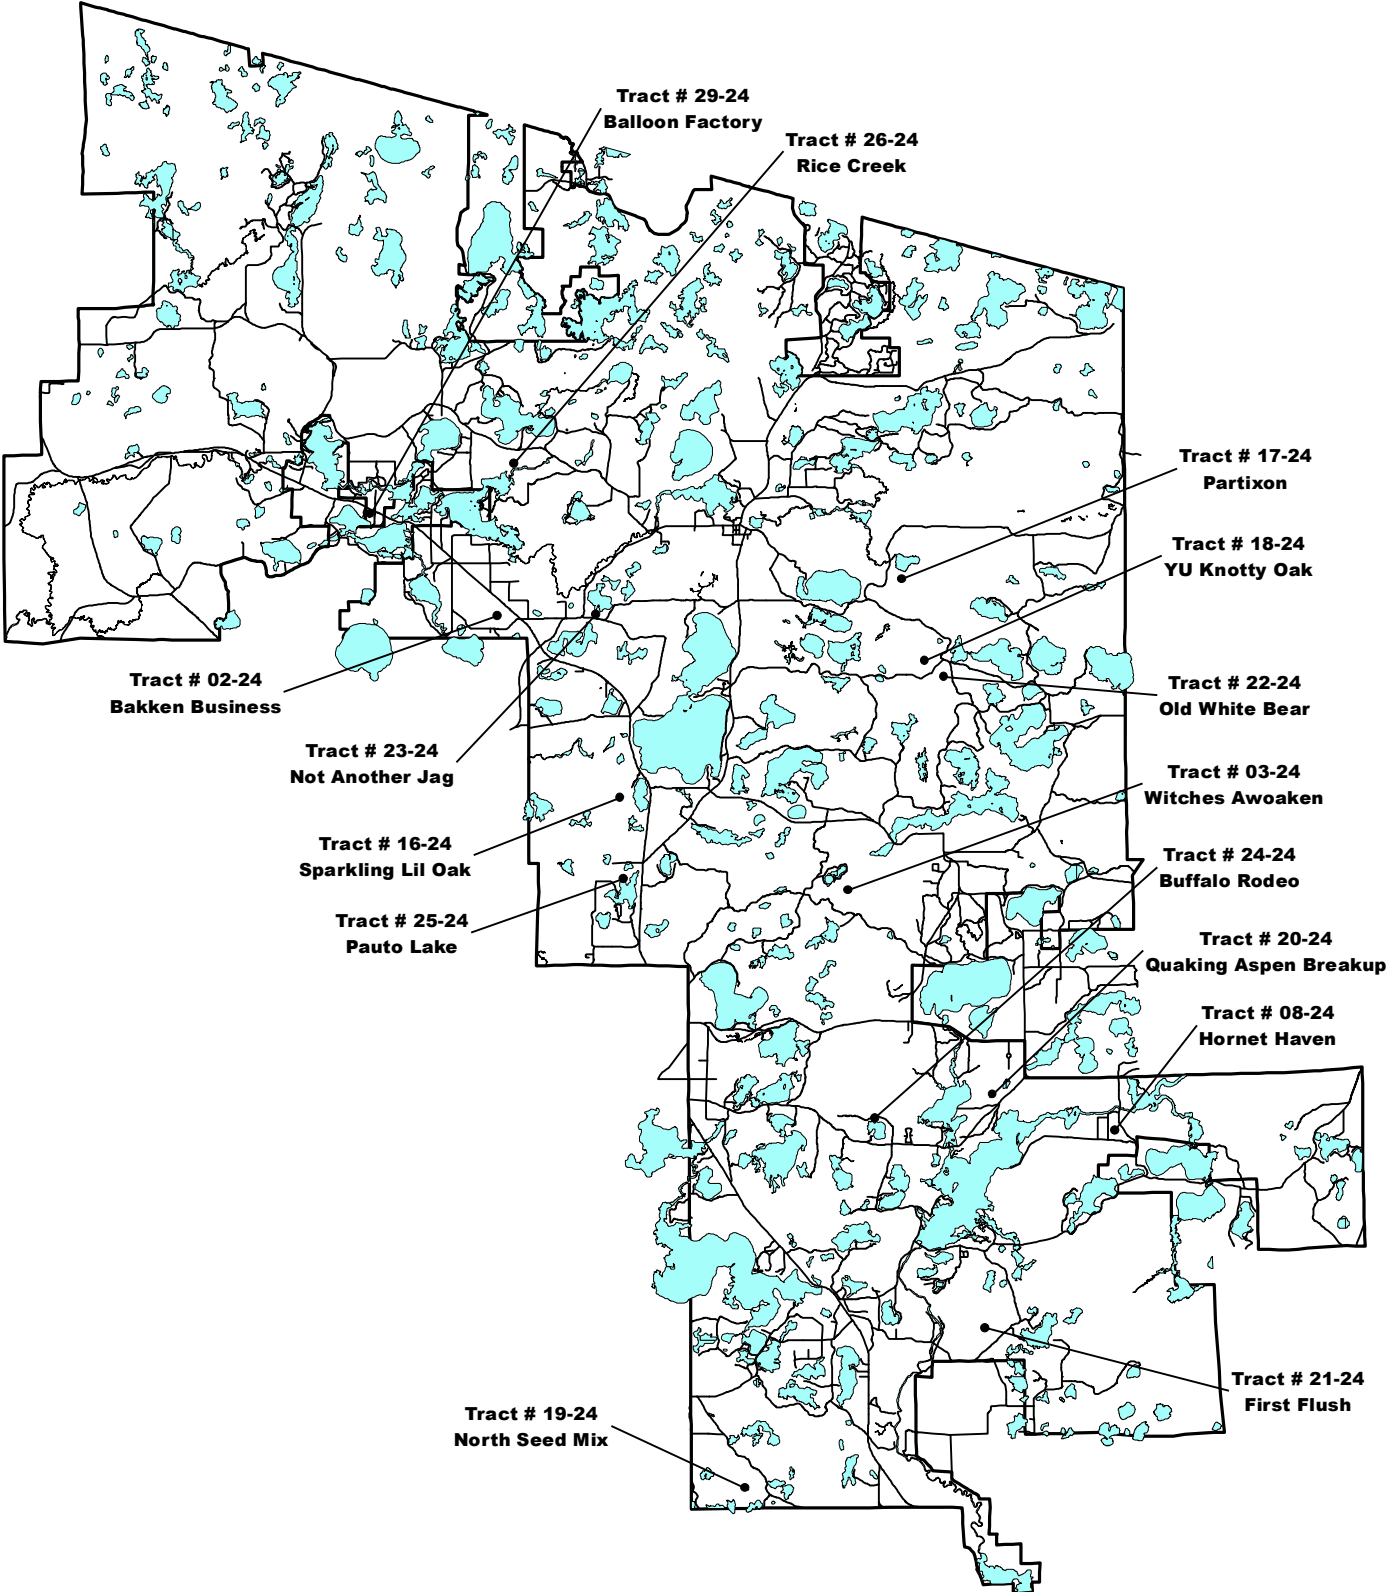 Tract # 29-24
Balloon Factory
Tract # 26-24
Rice Creek
Tract # 17-24
Partixon
Tract # 18-24
YU Knotty Oak
Tract # 02-24
Bakken Business
Tract # 22-24
Old White Bear
Tract # 23-24
Not Another Jag
Tract # 03-24
Witches Awoaken
Tract # 16-24
Sparkling Lil Oak
Tract # 24-24
Buffalo Rodeo
Tract # 25-24
Pauto Lake
Tract # 20-24
Quaking Aspen Breakup
Tract # 08-24
Hornet Haven
Tract # 21-24
First Flush
Tract # 19-24
North Seed Mix